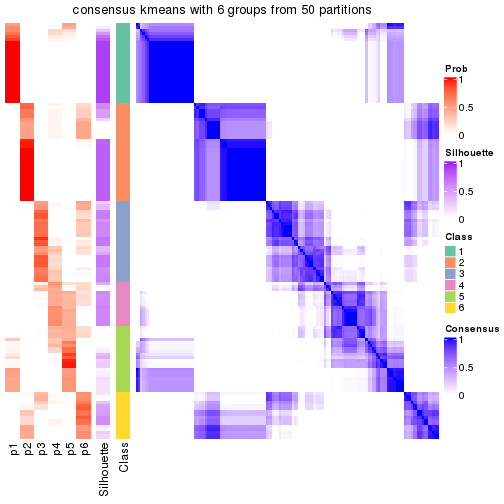 consensus kmeans with 6 groups from 50 partitions
Prob
1
0.5
0
Silhouette
1
0.5
0
Class
1
2
3
4
5
6
Consensus
1
0.5
0
p1
p2
p3
p4
p5
p6
Silhouette
Class